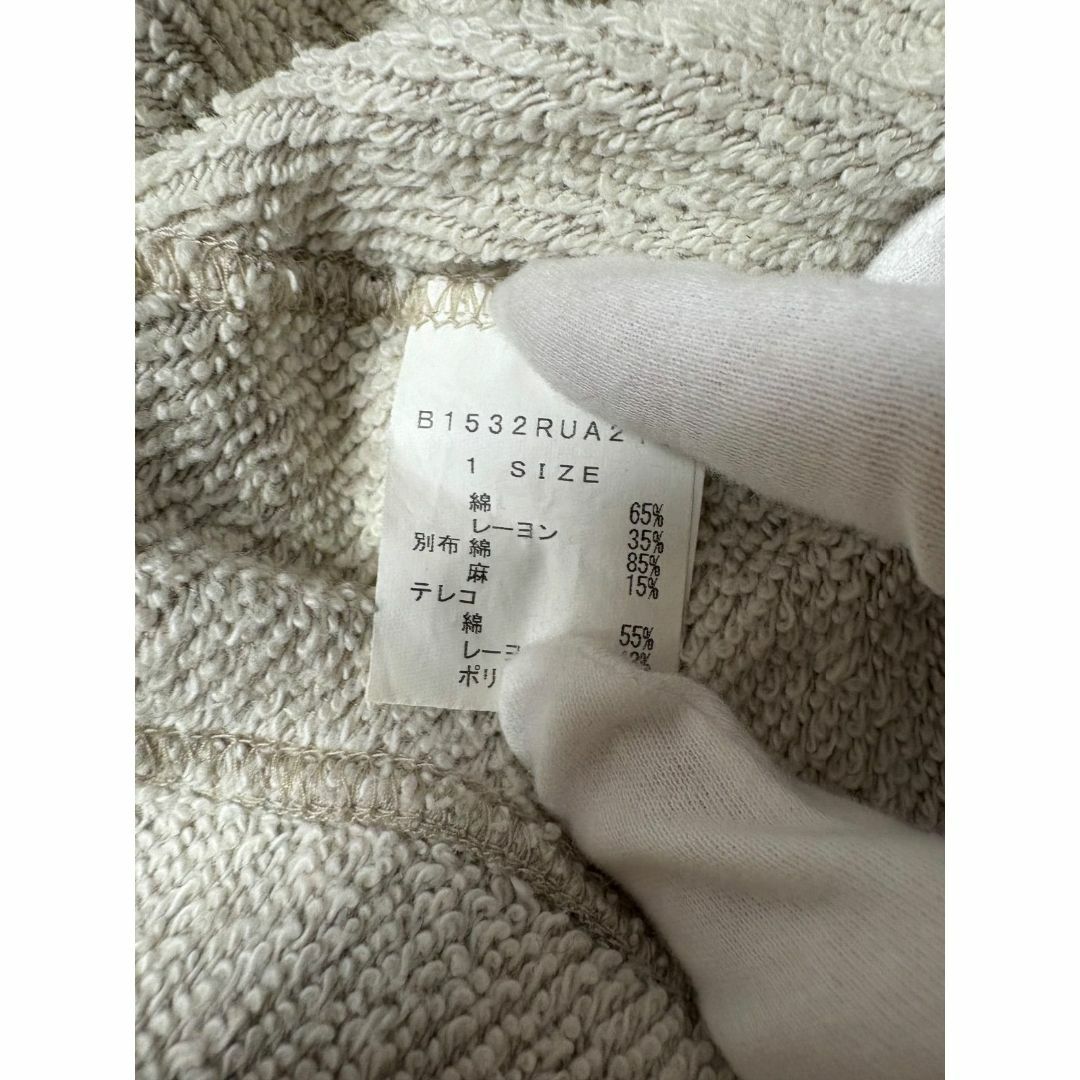 B1532RUA2
1 SIZE
綿 65%
レーヨン 35%
別布 綿 85%
麻 15%
テレコ
綿 55%